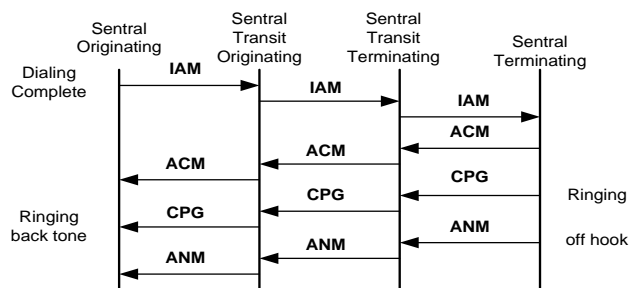 Sentral
Originating
Sentral
Transit
Originating
Sentral
Transit
Terminating
Sentral
Terminating
Dialing
Complete
IAM
IAM
IAM
ACM
ACM
ACM
CPG
CPG
CPG
Ringing
Ringing
back tone
ANM
off hook
ANM
ANM